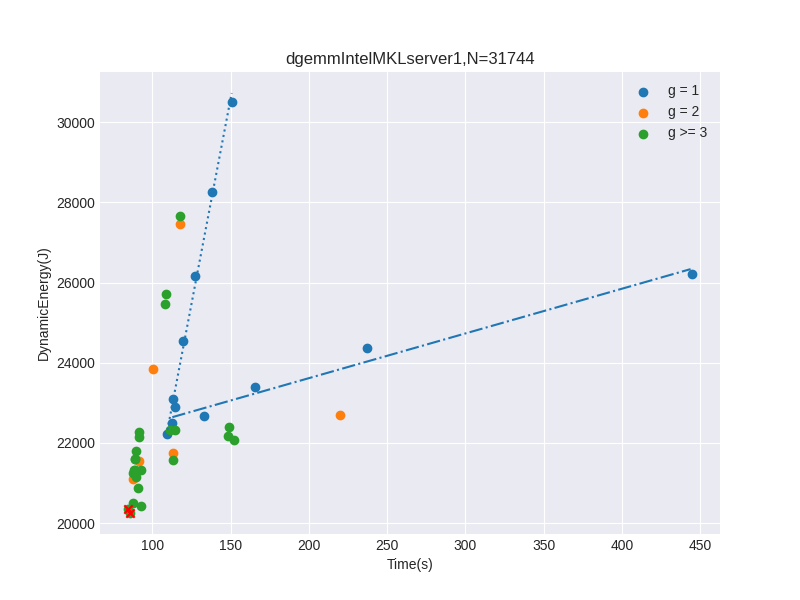 dgemmIntelMKLserver1,N=31744
g = 1
g = 2
g >= 3
DynamicEnergy(J)
30000
28000
26000
24000
22000
20000
100 150 200 250 300 350 400 450
Time(s)